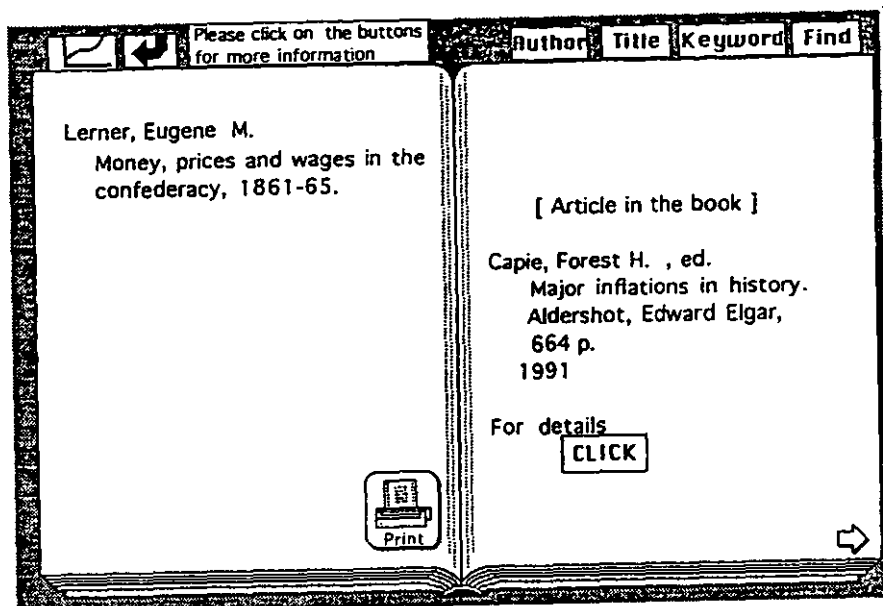 Please click on the buttons
for more information
Author Title Keyword Find
Lerner, Eugene M.
Money, prices and wages in the
confederacy, 1861-65.
Print
[ Article in the book ]
Capie, Forest H. , ed.
Major inflations in history.
Aldershot, Edward Elgar,
664 p.
1991
For details
CLICK